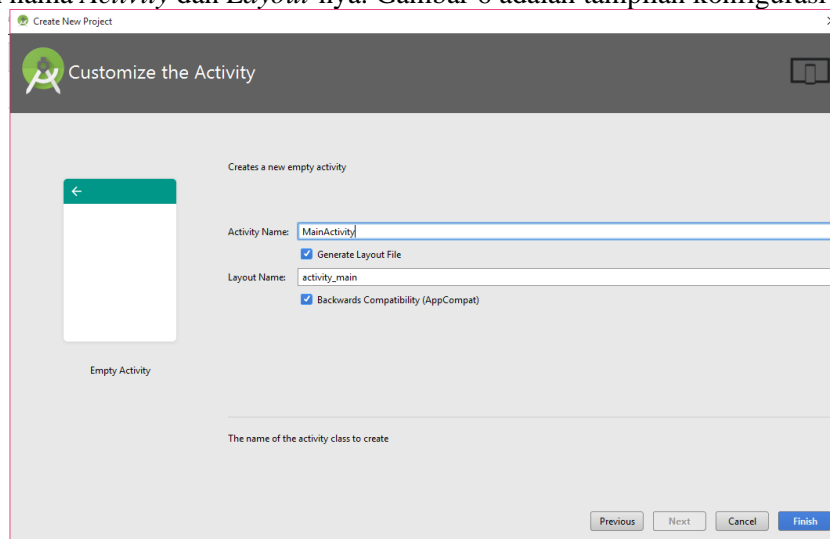 nama Activity dan Layout-nya. Gambar 6 adalah tampilan konfigurasi
Create New Project
Customize the Activity
Creates a new empty activity
Activity Name: MainActivity
Generate Layout File
Layout Name: activity_main
Backwards Compatibility (AppCompat)
Empty Activity
The name of the activity class to create
Previous Next Cancel Finish